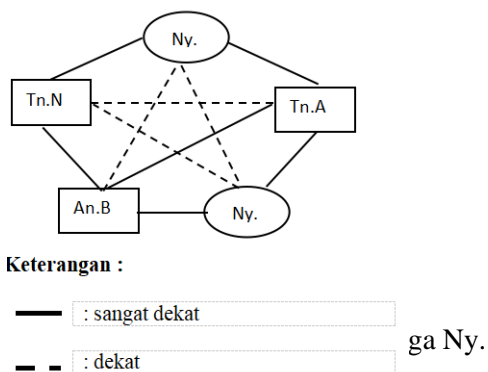 Ny.
Tn.N
Tn.A
An.B
Ny.
Keterangan :
: sangat dekat
ga Ny.
: dekat